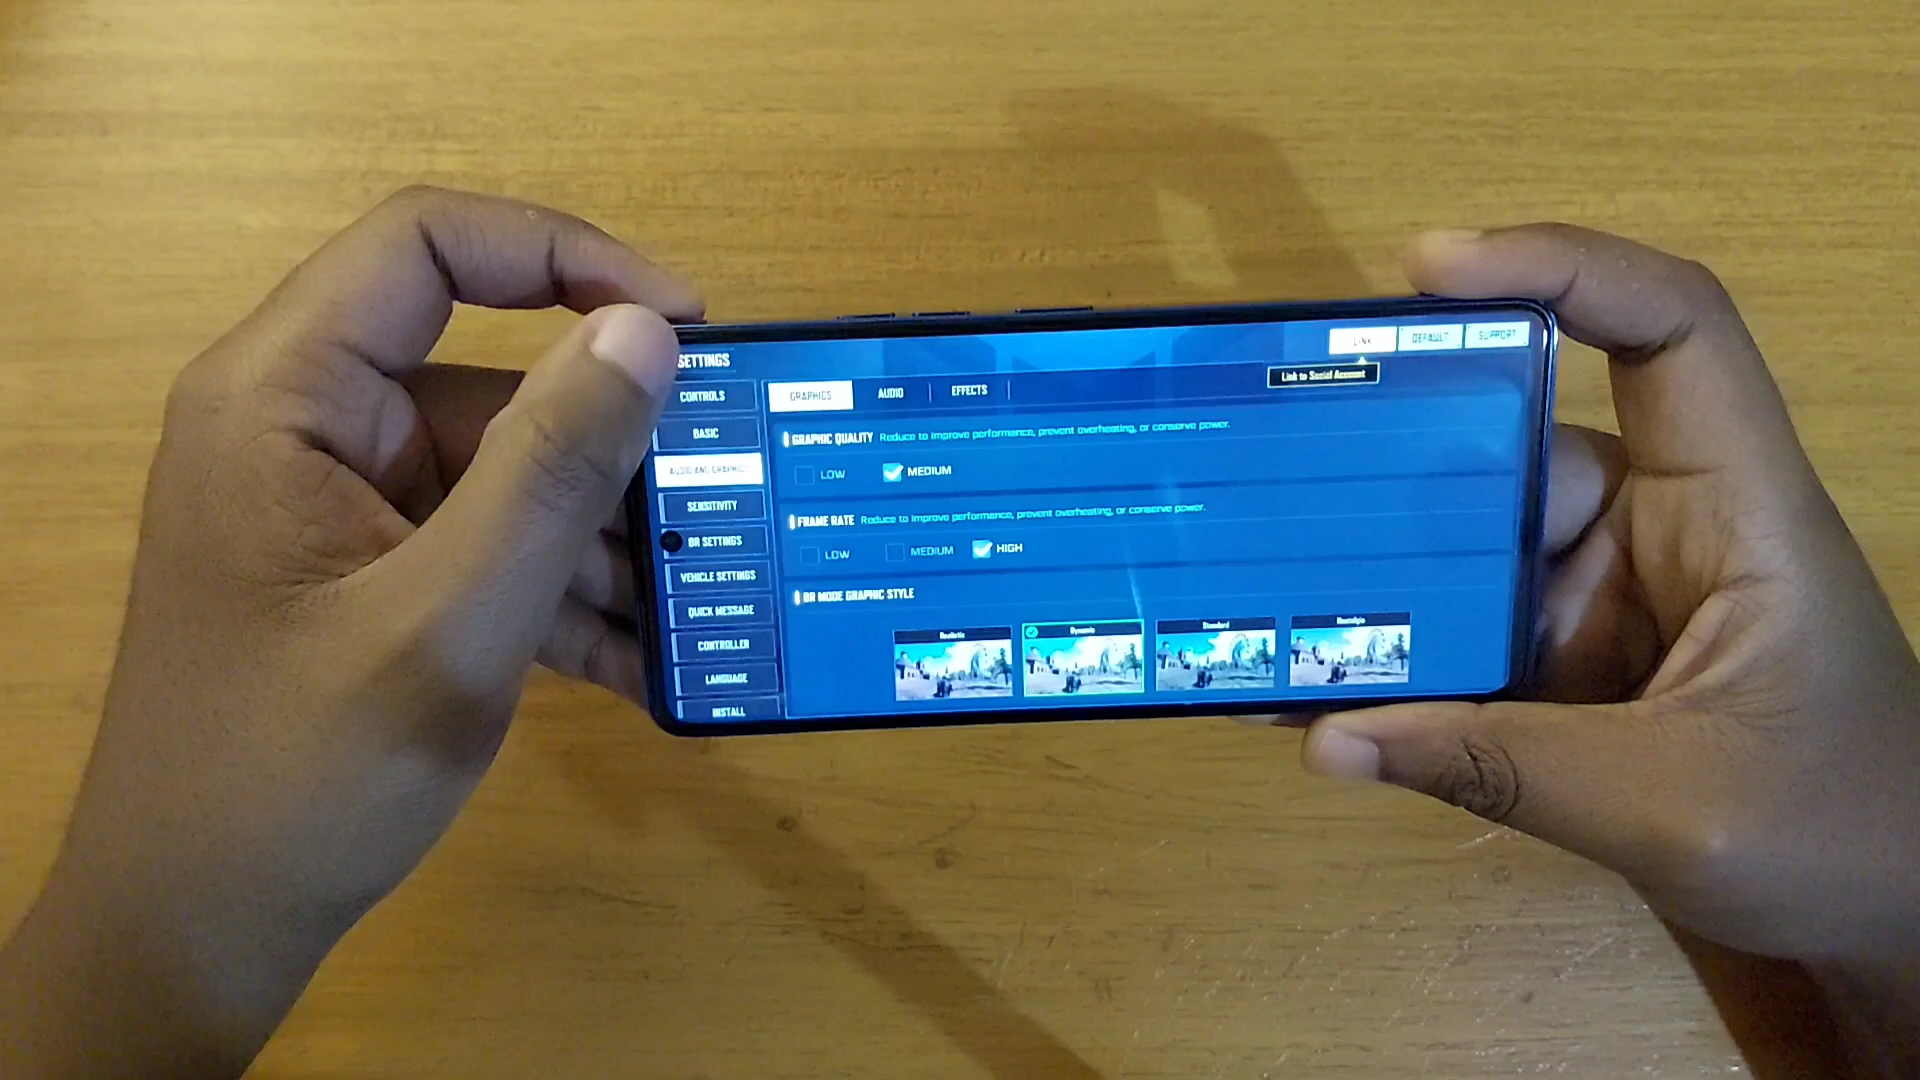 SETTINGS
LINK
DEFAULT
SUPPORT
Link to Social Account
CONTROLS
BASIC
AUDIO AND GRAPHICS
SENSITIVITY
BR SETTINGS
VEHICLE SETTINGS
QUICK MESSAGE
CONTROLLER
LANGUAGE
INSTALL
GRAPHICS
AUDIO
EFFECTS
GRAPHIC QUALITY Reduce to improve performance, prevent overheating, or conserve power.
LOW
MEDIUM
FRAME RATE Reduce to improve performance, prevent overheating, or conserve power.
LOW
MEDIUM
HIGH
BR MODE GRAPHIC STYLE
Realistic
Dynamic
Standard
Nostalgia